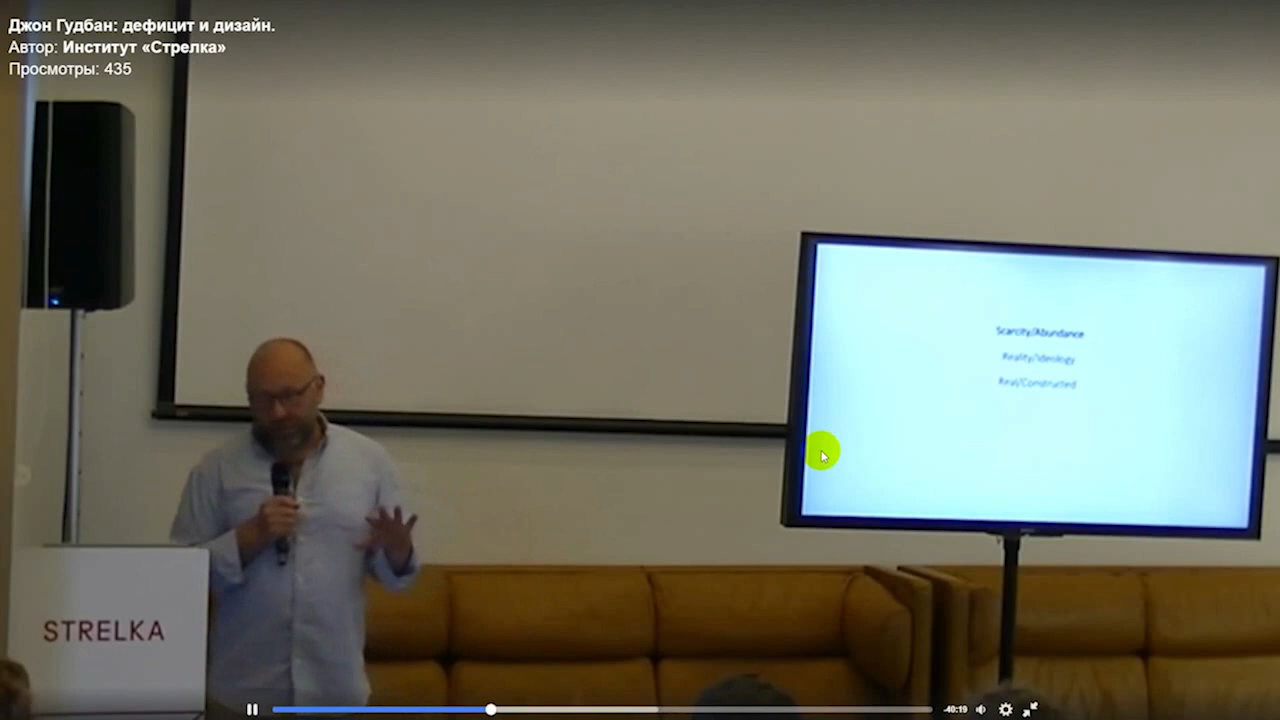 Джон Гудбан: дефицит и дизайн.
Автор: Институт «Стрелка»
Просмотры: 435
Scarcity/Abundance
Reality/Ideology
Real/Constructed
STRELKA
-40:19